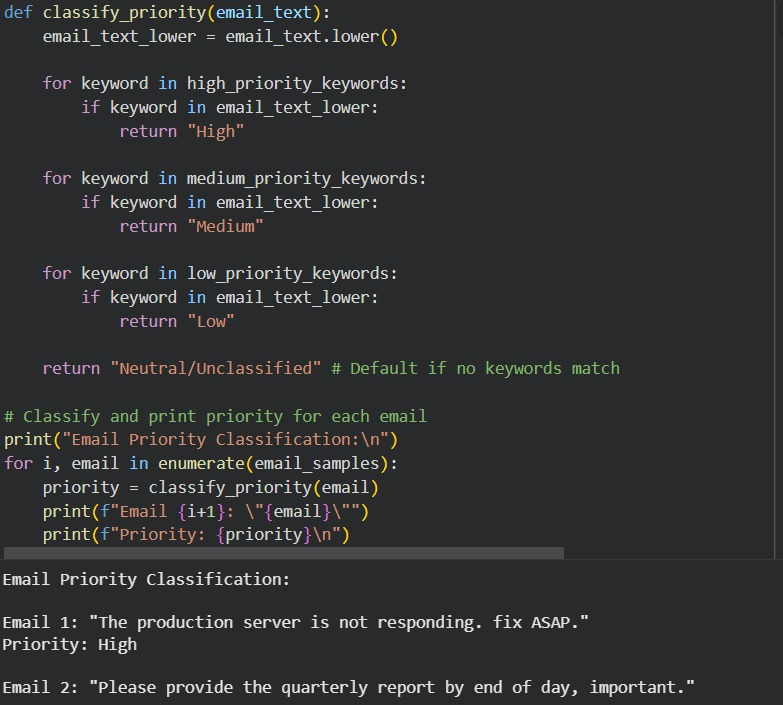 def classify_priority(email_text):
    email_text_lower = email_text.lower()

    for keyword in high_priority_keywords:
        if keyword in email_text_lower:
            return "High"

    for keyword in medium_priority_keywords:
        if keyword in email_text_lower:
            return "Medium"

    for keyword in low_priority_keywords:
        if keyword in email_text_lower:
            return "Low"

    return "Neutral/Unclassified" # Default if no keywords match

# Classify and print priority for each email
print("Email Priority Classification:\n")
for i, email in enumerate(email_samples):
    priority = classify_priority(email)
    print(f"Email {i+1}: \"{email}\"")
    print(f"Priority: {priority}\n")
Email Priority Classification:

Email 1: "The production server is not responding. fix ASAP."
Priority: High

Email 2: "Please provide the quarterly report by end of day, important."